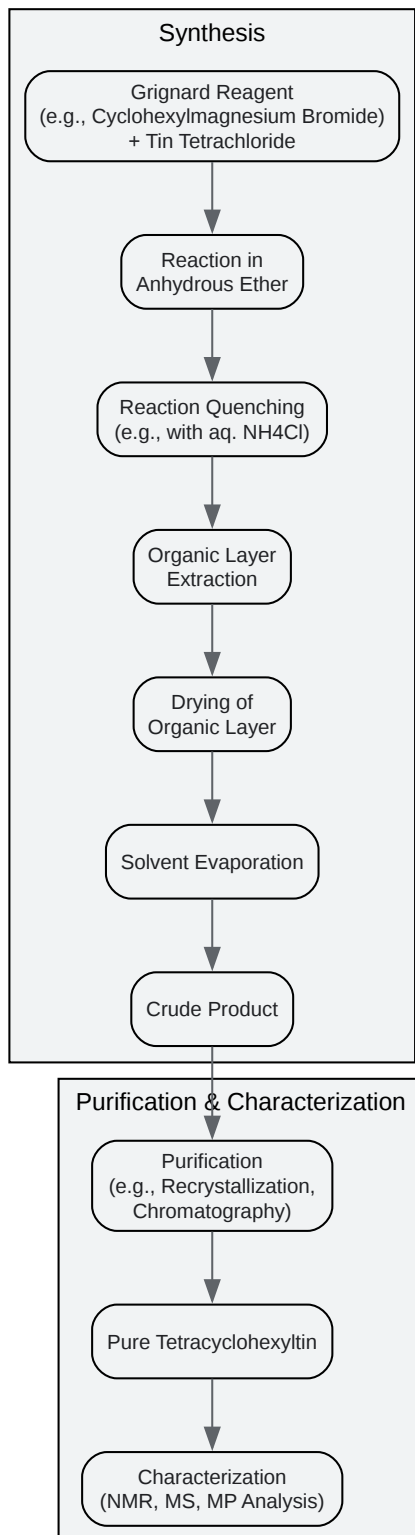 Synthesis
Grignard Reagent
(e.g., Cyclohexylmagnesium Bromide)
+ Tin Tetrachloride
Reaction in
Anhydrous Ether
Reaction Quenching
(e.g., with aq. NH4Cl)
Organic Layer
Extraction
Drying of
Organic Layer
Solvent Evaporation
Crude Product
Purification & Characterization
Purification
(e.g., Recrystallization,
Chromatography)
Pure Tetracyclohexyltin
Characterization
(NMR, MS, MP Analysis)